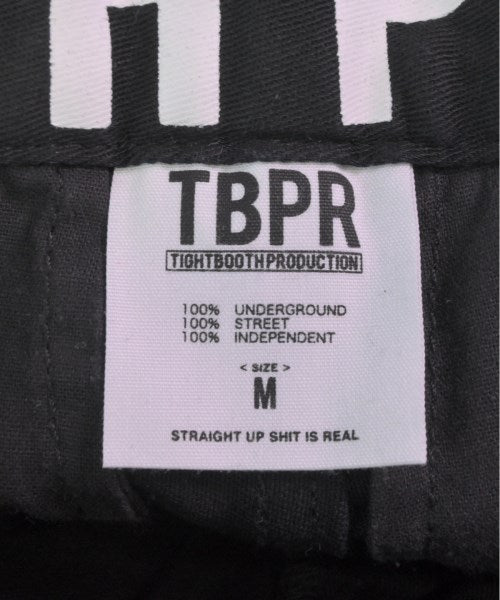 TBPR
TIGHTBOOTHPRODUCTION
100% UNDERGROUND
100% STREET
100% INDEPENDENT
< SIZE >
M
STRAIGHT UP SHIT IS REAL